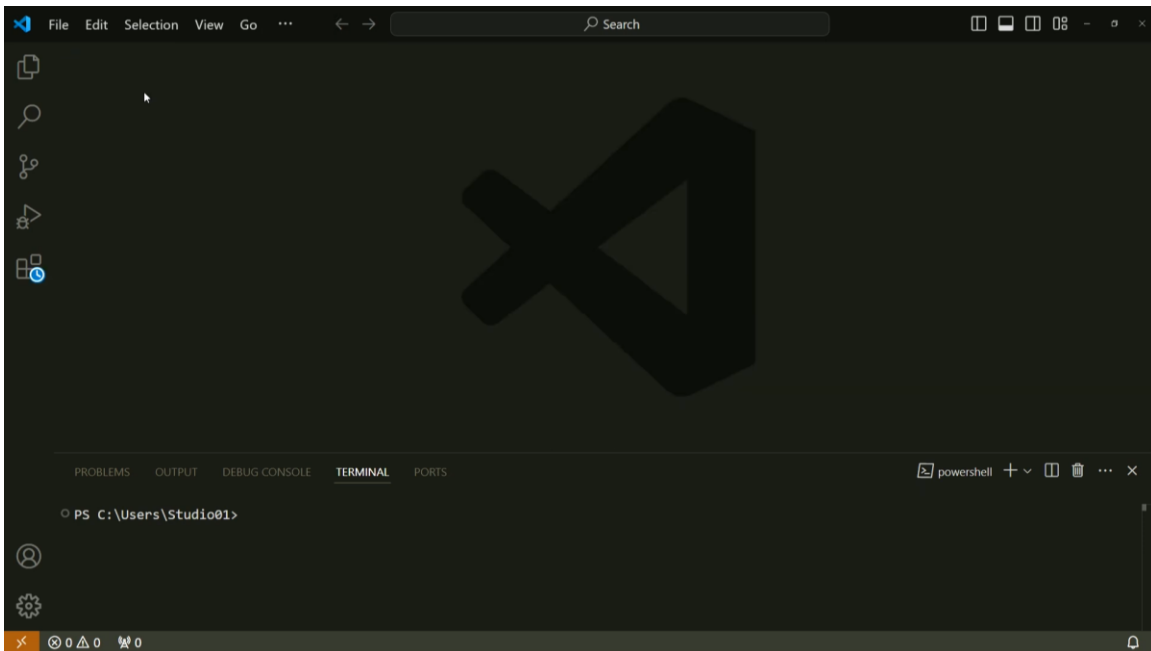 File Edit Selection View Go ··· Search
PROBLEMS OUTPUT DEBUG CONSOLE TERMINAL PORTS powershell
PS C:\Users\Studio01>
0 0 0